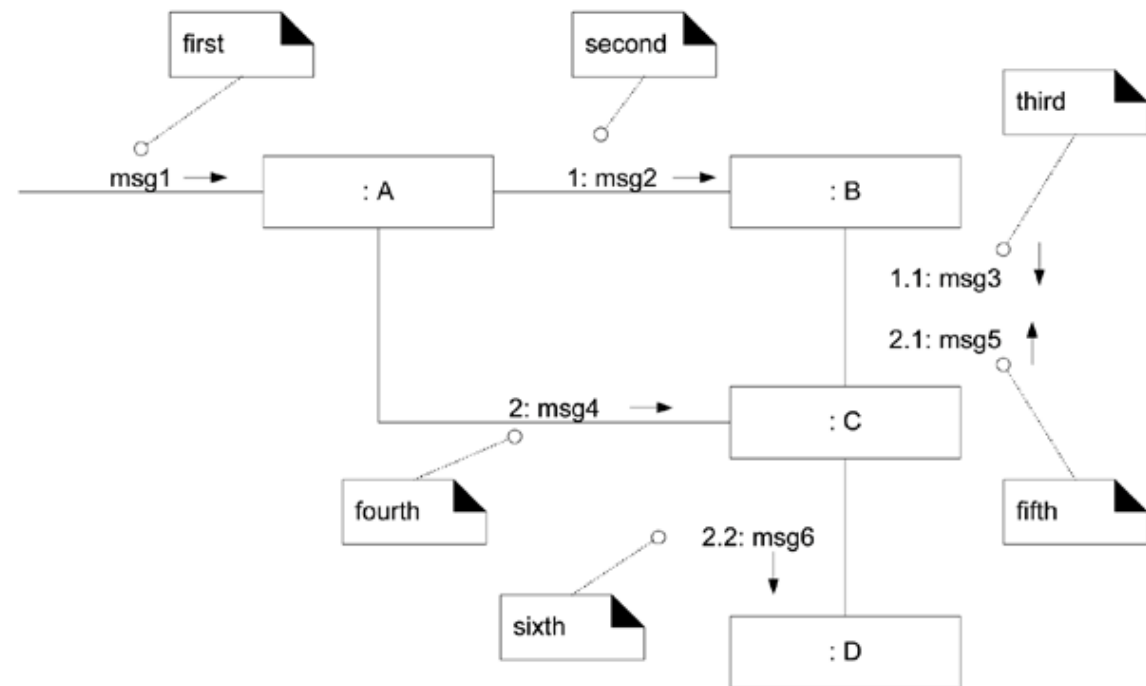 first
second
third
msg1
: A
1: msg2
: B
1.1: msg3
2.1: msg5
2: msg4
: C
fourth
fifth
2.2: msg6
sixth
: D